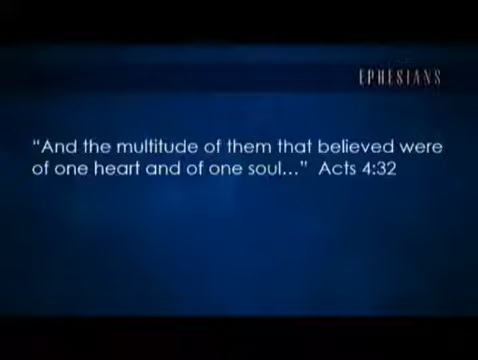 EPHESIANS
“And the multitude of them that believed were
of one heart and of one soul...” Acts 4:32